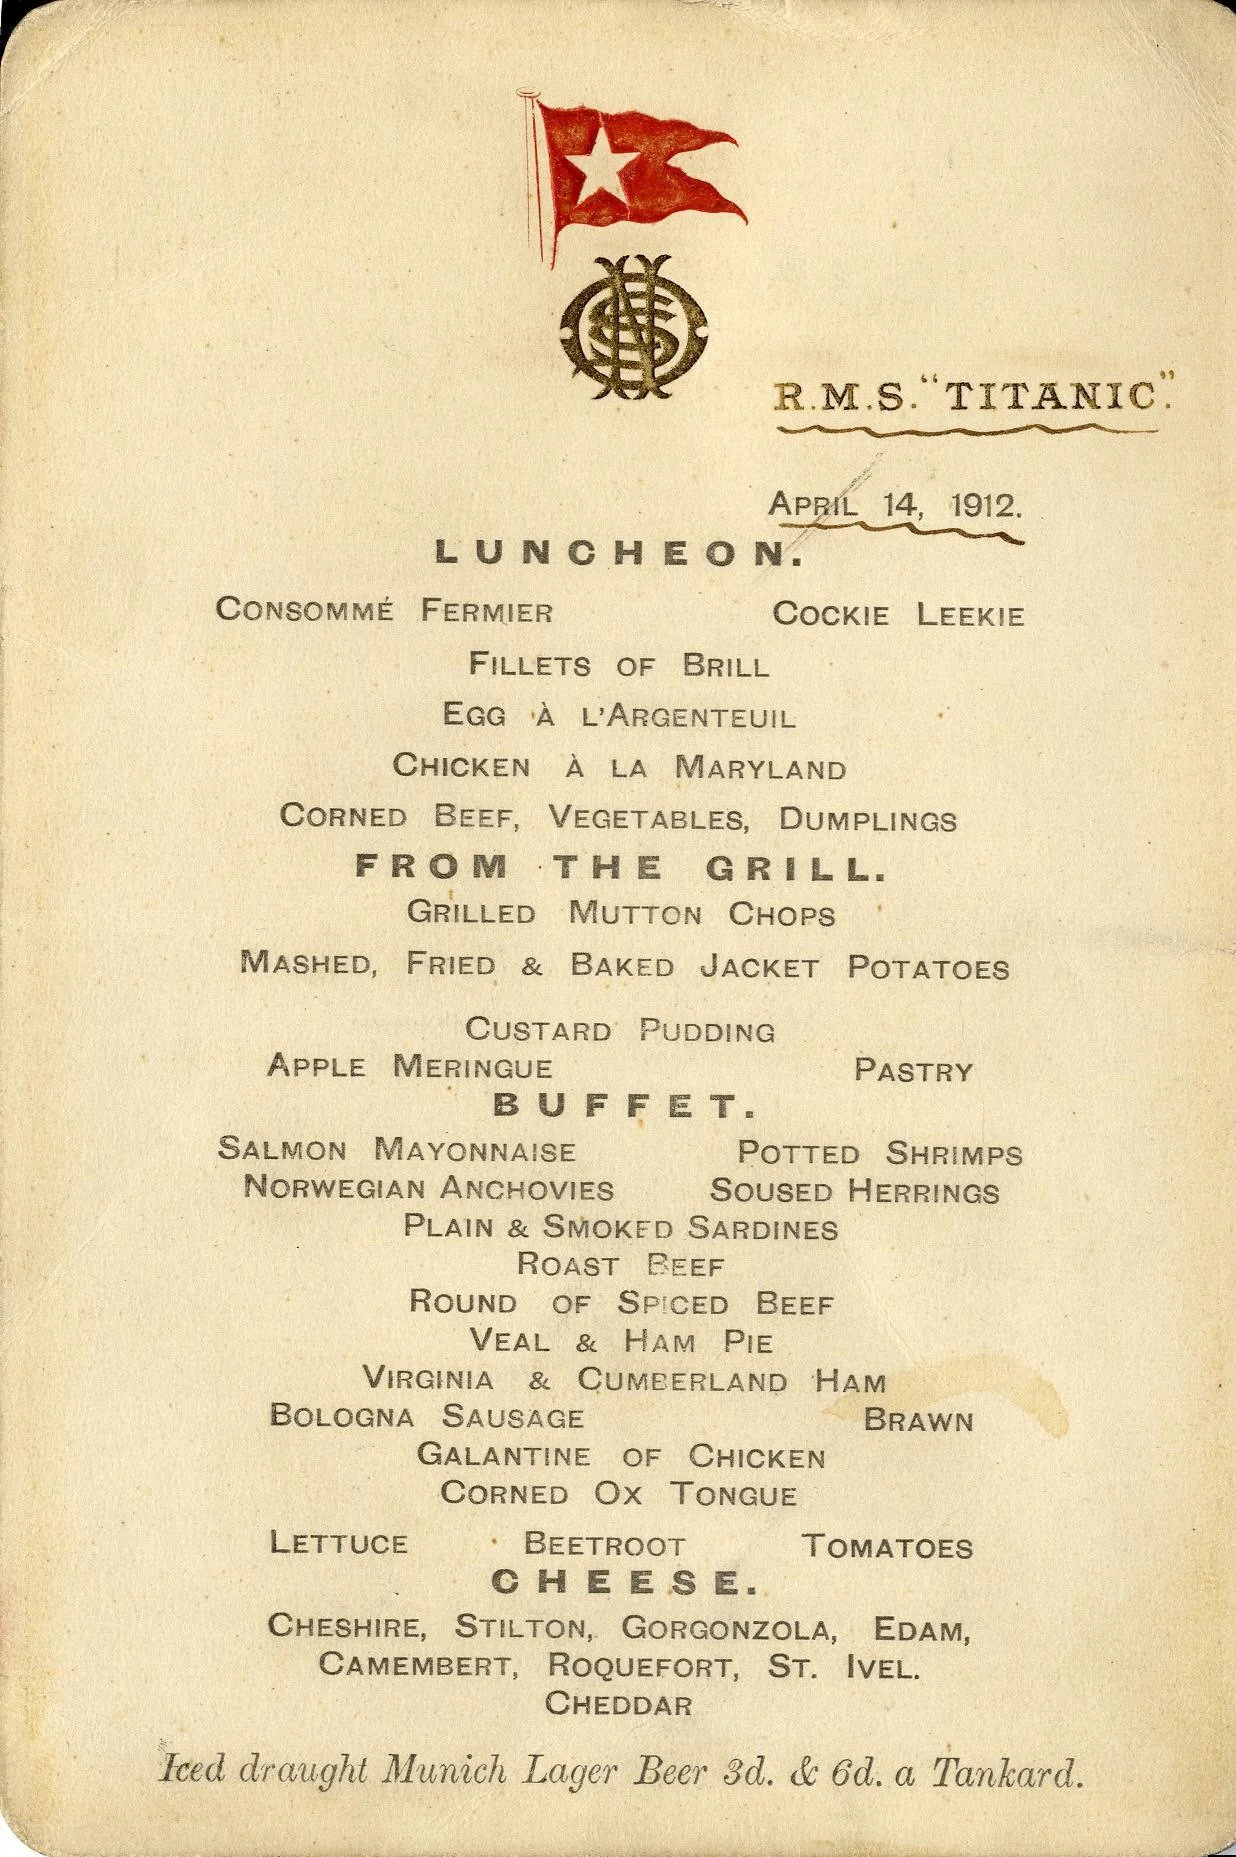 R.M.S. "TITANIC".
APRIL 14, 1912.
LUNCHEON.
CONSOMMÉ FERMIER COCKIE LEEKIE
FILLETS OF BRILL
EGG À L'ARGENTEUIL
CHICKEN À LA MARYLAND
CORNED BEEF, VEGETABLES, DUMPLINGS
FROM THE GRILL.
GRILLED MUTTON CHOPS
MASHED, FRIED & BAKED JACKET POTATOES
CUSTARD PUDDING
APPLE MERINGUE PASTRY
BUFFET.
SALMON MAYONNAISE POTTED SHRIMPS
NORWEGIAN ANCHOVIES SOUSED HERRINGS
PLAIN & SMOKED SARDINES
ROAST BEEF
ROUND OF SPICED BEEF
VEAL & HAM PIE
VIRGINIA & CUMBERLAND HAM
BOLOGNA SAUSAGE BRAWN
GALANTINE OF CHICKEN
CORNED OX TONGUE
LETTUCE BEETROOT TOMATOES
CHEESE.
CHESHIRE, STILTON, GORGONZOLA, EDAM,
CAMEMBERT, ROQUEFORT, ST. IVEL.
CHEDDAR
Iced draught Munich Lager Beer 3d. & 6d. a Tankard.